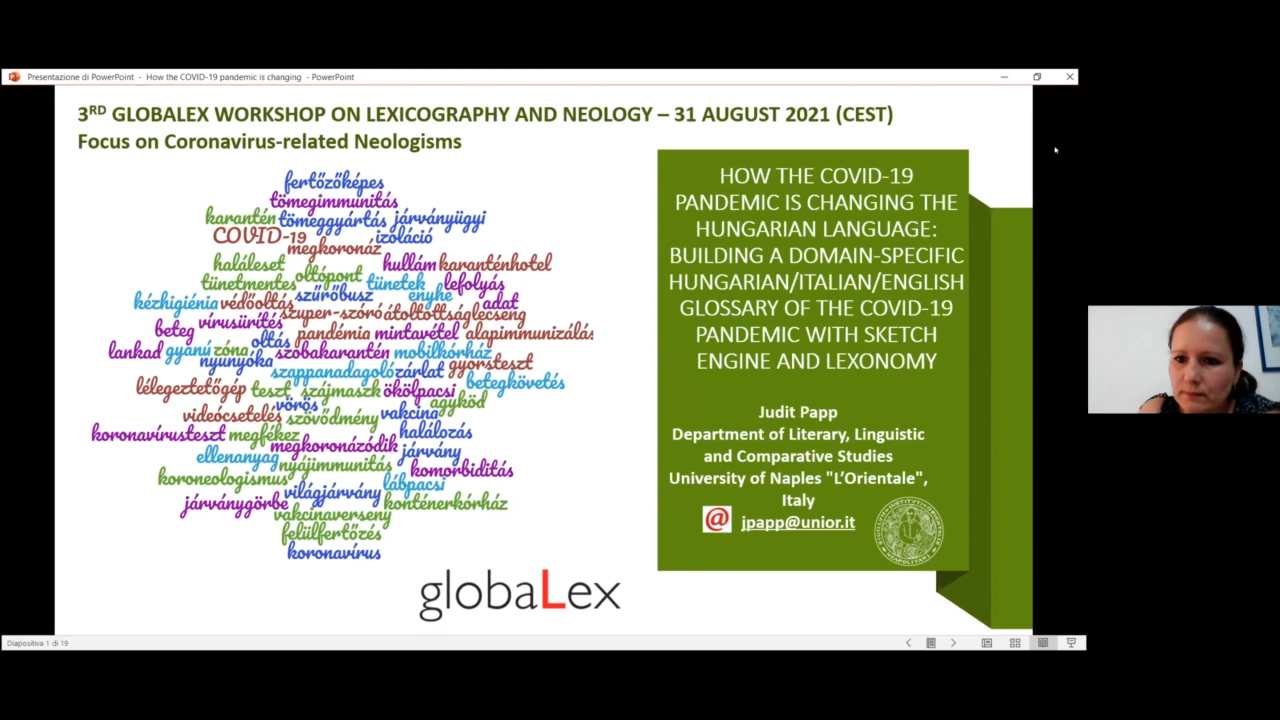 Presentazione di PowerPoint - How the COVID-19 pandemic is changing - PowerPoint
3RD GLOBALEX WORKSHOP ON LEXICOGRAPHY AND NEOLOGY – 31 AUGUST 2021 (CEST)
Focus on Coronavirus-related Neologisms
fertőzőképes
tömegimmunitás
karantén tömeggyártás járványügyi
COVID-19 izoláció
megkoronáz
haláleset oltópont hullám karanténhotel
tünetmentes tünetek lefolyás
kézhigiénia védőoltás szűrőbusz enyhe adat
szuper-szóró átoltottság lecseng
beteg vírusürítés pandémia mintavétel alapimmunizálás
lankad gyanú zóna oltás szobakarantén mobilkórház
nyunyóka gyorsteszt
szappanadagoló zárlat betegkövetés
lélegeztetőgép teszt szájmaszk ökölpacsi
vörös agyköd
videócsetelés szövődmény vakcina
koronavírusteszt megfékez halálozás
megkoronázódik járvány
ellenanyag nyájimmunitás komorbiditás
koroneologismus lábpacsi
világjárvány
járványgörbe konténerkórház
vakcinaverseny
felülfertőzés
koronavírus
globaLex
HOW THE COVID-19
PANDEMIC IS CHANGING THE
HUNGARIAN LANGUAGE:
BUILDING A DOMAIN-SPECIFIC
HUNGARIAN/ITALIAN/ENGLISH
GLOSSARY OF THE COVID-19
PANDEMIC WITH SKETCH
ENGINE AND LEXONOMY
Judit Papp
Department of Literary, Linguistic
and Comparative Studies
University of Naples "L'Orientale",
Italy
@ jpapp@unior.it
Diapositiva 1 di 19